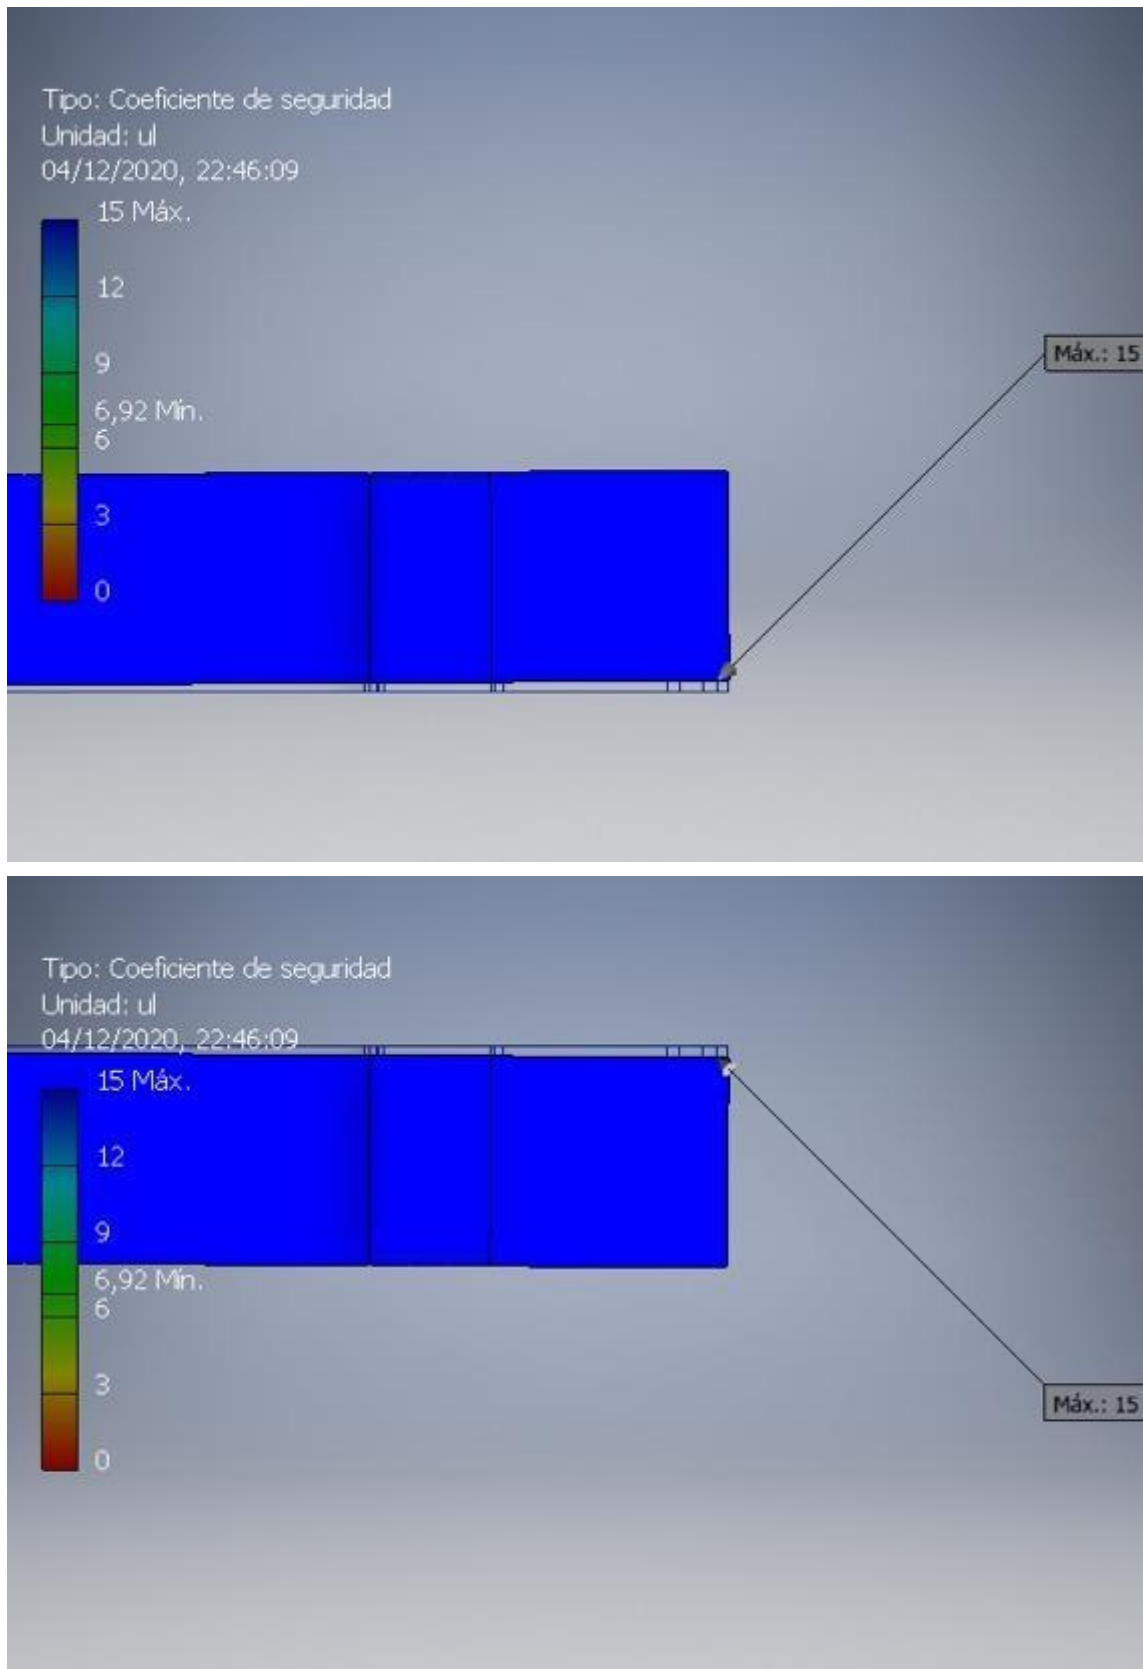 Tipo: Coeficiente de seguridad
Unidad: ul
04/12/2020, 22:46:09
15 Máx.
12
9
6,92 Mín.
6
3
0
Máx.: 15
Tipo: Coeficiente de seguridad
Unidad: ul
04/12/2020, 22:46:09
15 Máx.
12
9
6,92 Mín.
6
3
0
Máx.: 15